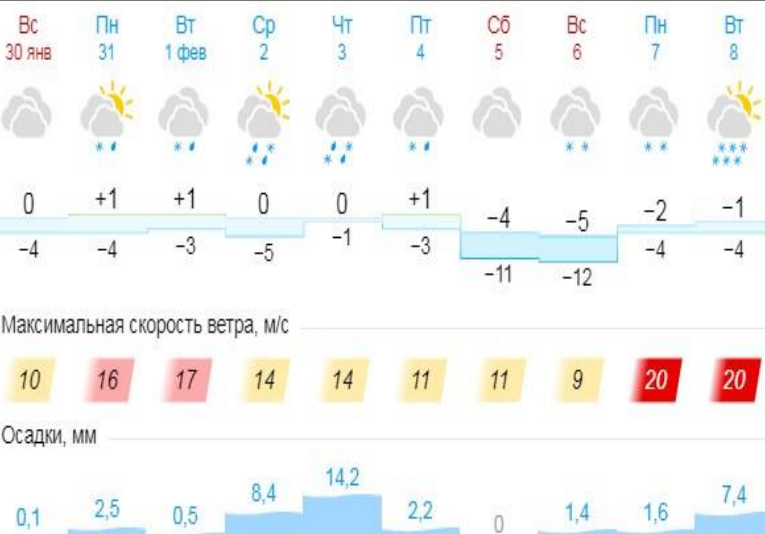 Вс Пн Вт Ср Чт Пт Сб Вс Пн Вт
30 янв 31 1 фев 2 3 4 5 6 7 8
0 +1 +1 0 0 +1 −4 −5 −2 −1
−4 −4 −3 −5 −1 −3 −11 −12 −4 −4
Максимальная скорость ветра, м/с
10 16 17 14 14 11 11 9 20 20
Осадки, мм
0,1 2,5 0,5 8,4 14,2 2,2 0 1,4 1,6 7,4